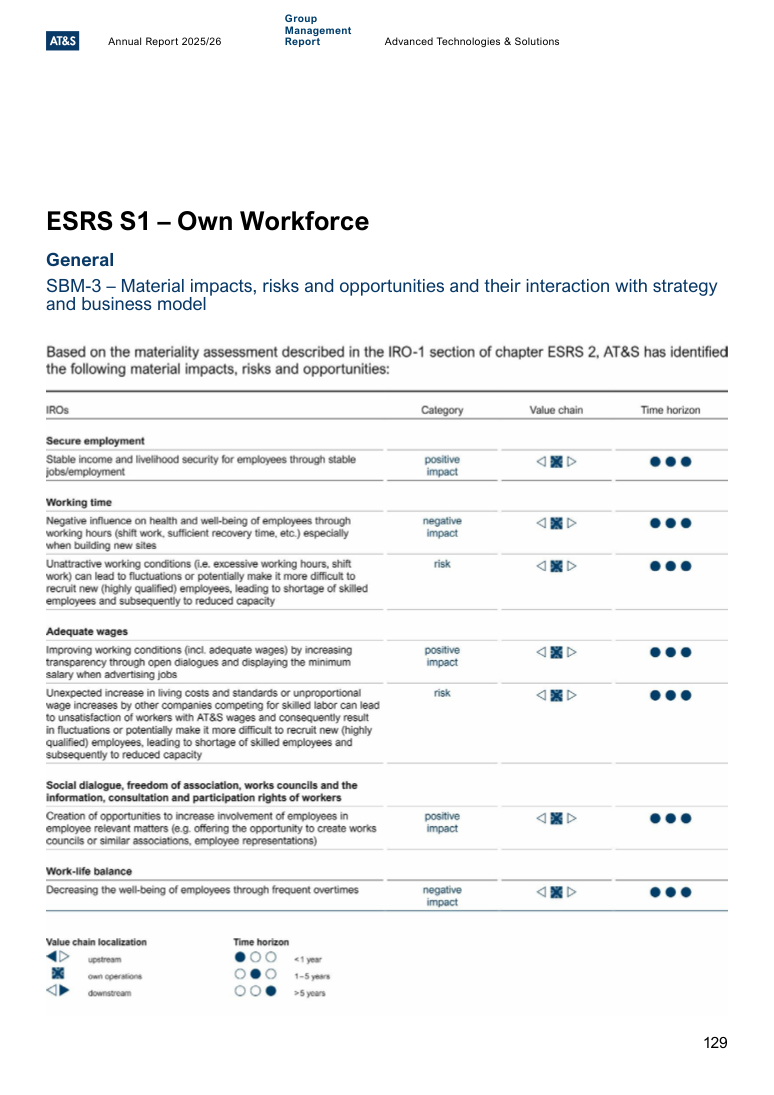 AT&S
Annual Report 2025/26
Group
Management
Report
Advanced Technologies & Solutions
ESRS S1 – Own Workforce
General
SBM-3 – Material impacts, risks and opportunities and their interaction with strategy
and business model
Based on the materiality assessment described in the IRO-1 section of chapter ESRS 2, AT&S has identified
the following material impacts, risks and opportunities:
IROs Category Value chain Time horizon
Secure employment
Stable income and livelihood security for employees through stable
jobs/employment
positive
impact
Working time
Negative influence on health and well-being of employees through
working hours (shift work, sufficient recovery time, etc.) especially
when building new sites
negative
impact
Unattractive working conditions (i.e. excessive working hours, shift
work) can lead to fluctuations or potentially make it more difficult to
recruit new (highly qualified) employees, leading to shortage of skilled
employees and subsequently to reduced capacity
risk
Adequate wages
Improving working conditions (incl. adequate wages) by increasing
transparency through open dialogues and displaying the minimum
salary when advertising jobs
positive
impact
Unexpected increase in living costs and standards or unproportional
wage increases by other companies competing for skilled labor can lead
to unsatisfaction of workers with AT&S wages and consequently result
in fluctuations or potentially make it more difficult to recruit new (highly
qualified) employees, leading to shortage of skilled employees and
subsequently to reduced capacity
risk
Social dialogue, freedom of association, works councils and the
information, consultation and participation rights of workers
Creation of opportunities to increase involvement of employees in
employee relevant matters (e.g. offering the opportunity to create works
councils or similar associations, employee representations)
positive
impact
Work-life balance
Decreasing the well-being of employees through frequent overtimes
negative
impact
Value chain localization
upstream
own operations
downstream
Time horizon
<1 year
1–5 years
>5 years
129